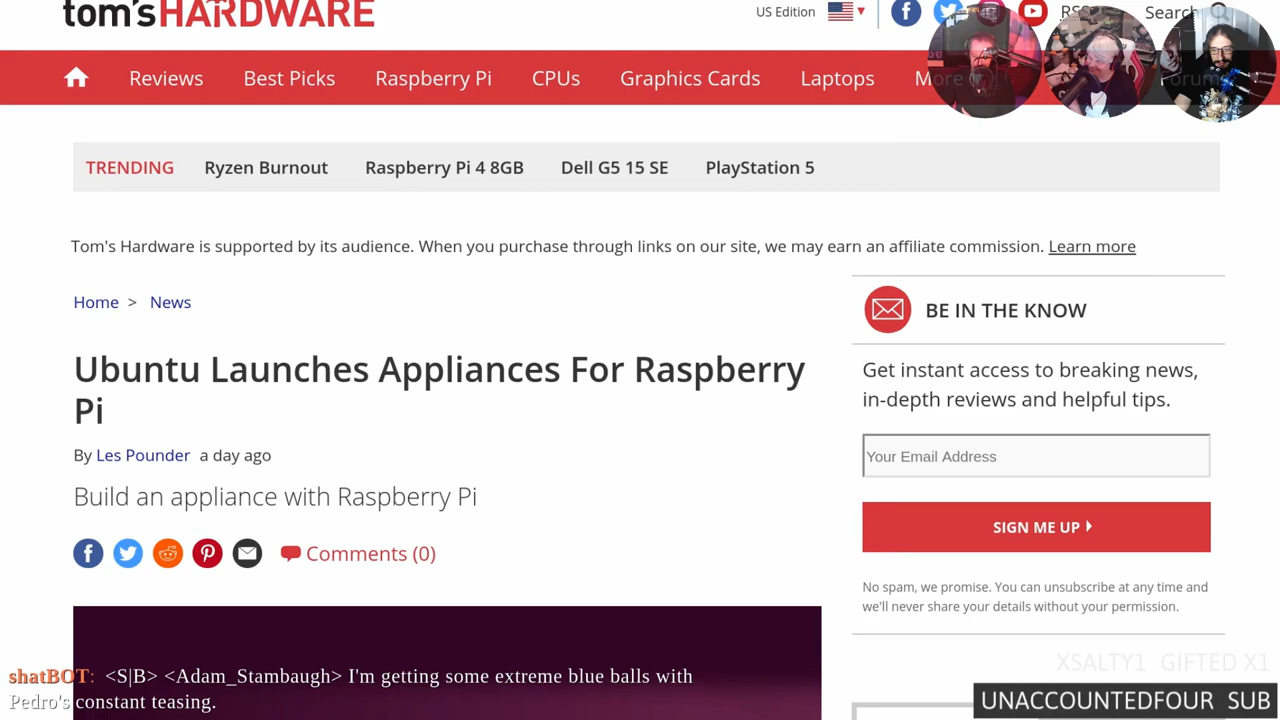 tom'sHARDWARE
US Edition
RSS
Search
Reviews
Best Picks
Raspberry Pi
CPUs
Graphics Cards
Laptops
Forums
TRENDING
Ryzen Burnout
Raspberry Pi 4 8GB
Dell G5 15 SE
PlayStation 5
Tom's Hardware is supported by its audience. When you purchase through links on our site, we may earn an affiliate commission. Learn more
Home > News
BE IN THE KNOW
Ubuntu Launches Appliances For Raspberry
Pi
By Les Pounder a day ago
Build an appliance with Raspberry Pi
Comments (0)
Get instant access to breaking news,
in-depth reviews and helpful tips.
Your Email Address
SIGN ME UP
No spam, we promise. You can unsubscribe at any time and
we'll never share your details without your permission.
shatBOT: <S|B> <Adam_Stambaugh> I'm getting some extreme blue balls with
Pedro's constant teasing.
XSALTY1 GIFTED X1
UNACCOUNTEDFOUR SUB